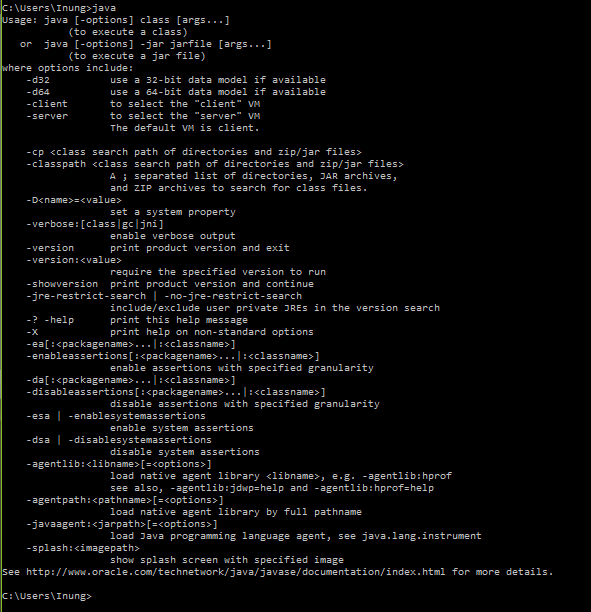 C:\Users\Inung>java
Usage: java [-options] class [args...]
(to execute a class)
or java [-options] -jar jarfile [args...]
(to execute a jar file)
where options include:
-d32 use a 32-bit data model if available
-d64 use a 64-bit data model if available
-client to select the "client" VM
-server to select the "server" VM
The default VM is client.
-cp <class search path of directories and zip/jar files>
-classpath <class search path of directories and zip/jar files>
A ; separated list of directories, JAR archives,
and ZIP archives to search for class files.
-D<name>=<value>
set a system property
-verbose:[class|gc|jni]
enable verbose output
-version print product version and exit
-version:<value>
require the specified version to run
-showversion print product version and continue
-jre-restrict-search | -no-jre-restrict-search
include/exclude user private JREs in the version search
-? -help print this help message
-X print help on non-standard options
-ea[:<packagename>...|:<classname>]
-enableassertions[:<packagename>...|:<classname>]
enable assertions with specified granularity
-da[:<packagename>...|:<classname>]
-disableassertions[:<packagename>...|:<classname>]
disable assertions with specified granularity
-esa | -enablesystemassertions
enable system assertions
-dsa | -disablesystemassertions
disable system assertions
-agentlib:<libname>[=<options>]
load native agent library <libname>, e.g. -agentlib:hprof
see also, -agentlib:jdwp=help and -agentlib:hprof=help
-agentpath:<pathname>[=<options>]
load native agent library by full pathname
-javaagent:<jarpath>[=<options>]
load Java programming language agent, see java.lang.instrument
-splash:<imagepath>
show splash screen with specified image
See http://www.oracle.com/technetwork/java/javase/documentation/index.html for more details.
C:\Users\Inung>